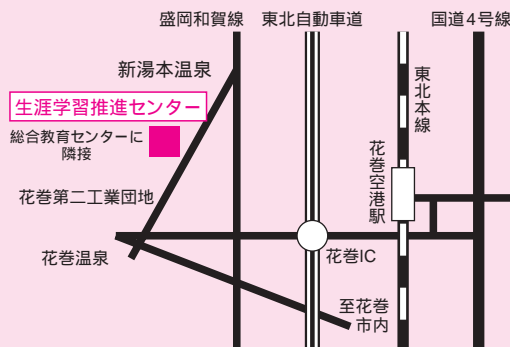 盛岡和賀線
東北自動車道
国道4号線
新湯本温泉
東北本線
生涯学習推進センター
総合教育センターに
隣接
花巻空港駅
花巻第二工業団地
花巻温泉
花巻IC
至花巻
市内